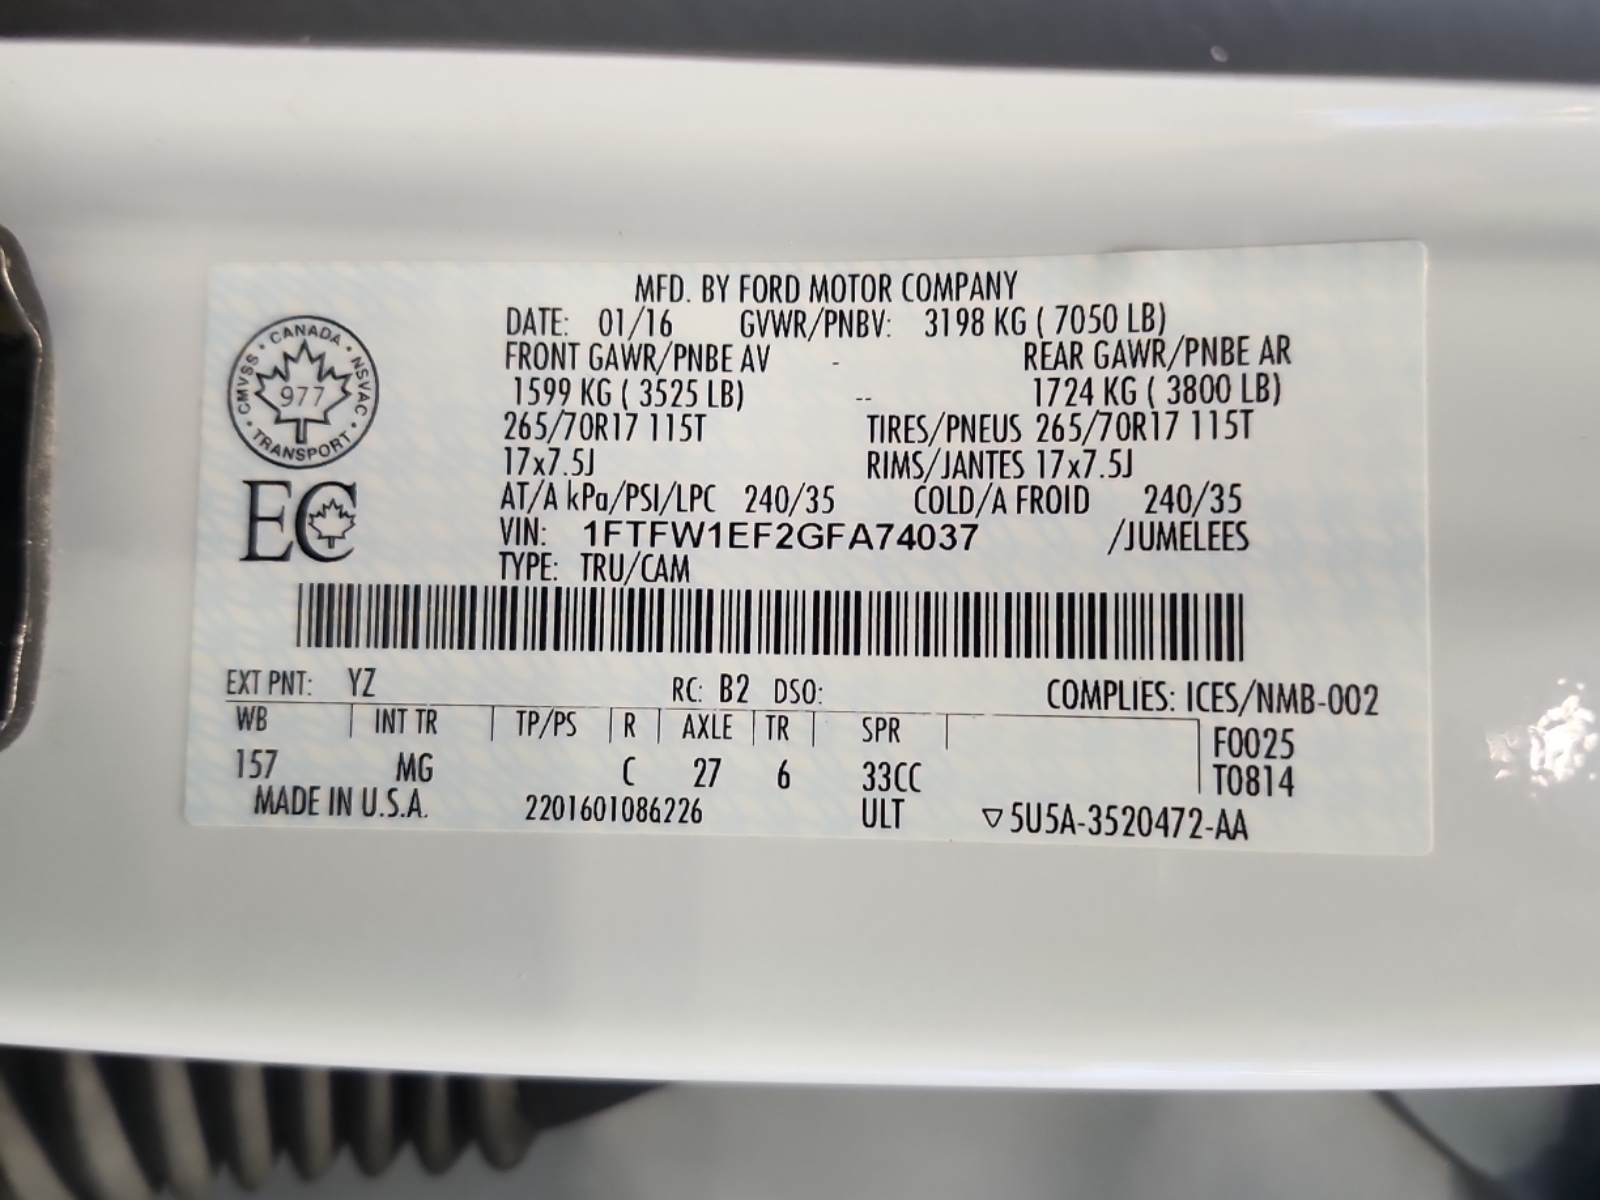 MFD. BY FORD MOTOR COMPANY
DATE: 01/16 GVWR/PNBV: 3198 KG ( 7050 LB)
FRONT GAWR/PNBE AV - REAR GAWR/PNBE AR
1599 KG ( 3525 LB) -- 1724 KG ( 3800 LB)
265/70R17 115T TIRES/PNEUS 265/70R17 115T
17x7.5J RIMS/JANTES 17x7.5J
AT/A kPa/PSI/LPC 240/35 COLD/A FROID 240/35
VIN: 1FTFW1EF2GFA74037 /JUMELEES
TYPE: TRU/CAM
CANADA · NSVAC · TRANSPORT · CMVSS ·
977
EC
EXT PNT: YZ RC: B2 DSO: COMPLIES: ICES/NMB-002
WB INT TR TP/PS R AXLE TR SPR F0025
157 MG C 27 6 33CC T0814
MADE IN U.S.A. 2201601086226 ULT ▽5U5A-3520472-AA